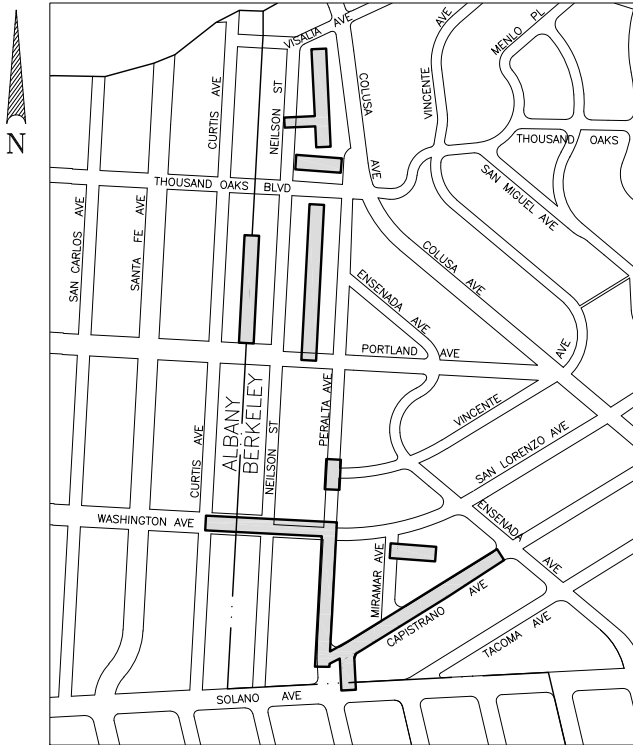 VISALIA AVE
MENLO PL
VINCENTE AVE
COLUSA AVE
CURTIS AVE
NEILSON ST
N
THOUSAND OAKS
THOUSAND OAKS BLVD
SAN MIGUEL AVE
SAN CARLOS AVE
SANTA FE AVE
COLUSA AVE
ENSENADA AVE
PORTLAND AVE
VINCENTE AVE
PERALTA AVE
ALBANY
BERKELEY
NEILSON ST
CURTIS AVE
SAN LORENZO AVE
ENSENADA AVE
WASHINGTON AVE
MIRAMAR AVE
CAPISTRANO AVE
TACOMA AVE
SOLANO AVE